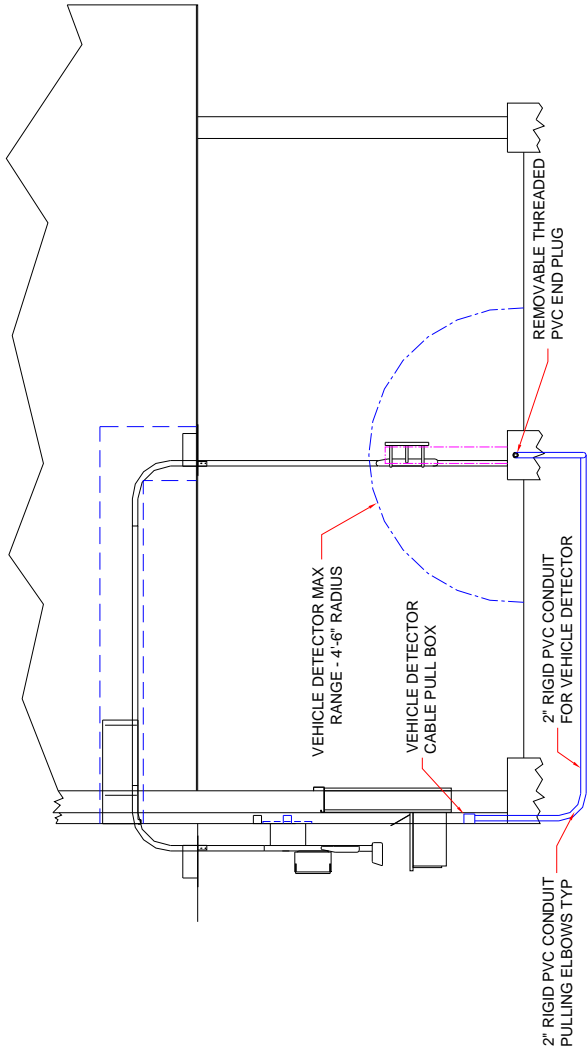 VEHICLE DETECTOR MAX
RANGE - 4'-6" RADIUS
VEHICLE DETECTOR
CABLE PULL BOX
REMOVABLE THREADED
PVC END PLUG
2" RIGID PVC CONDUIT
FOR VEHICLE DETECTOR
2" RIGID PVC CONDUIT
PULLING ELBOWS TYP